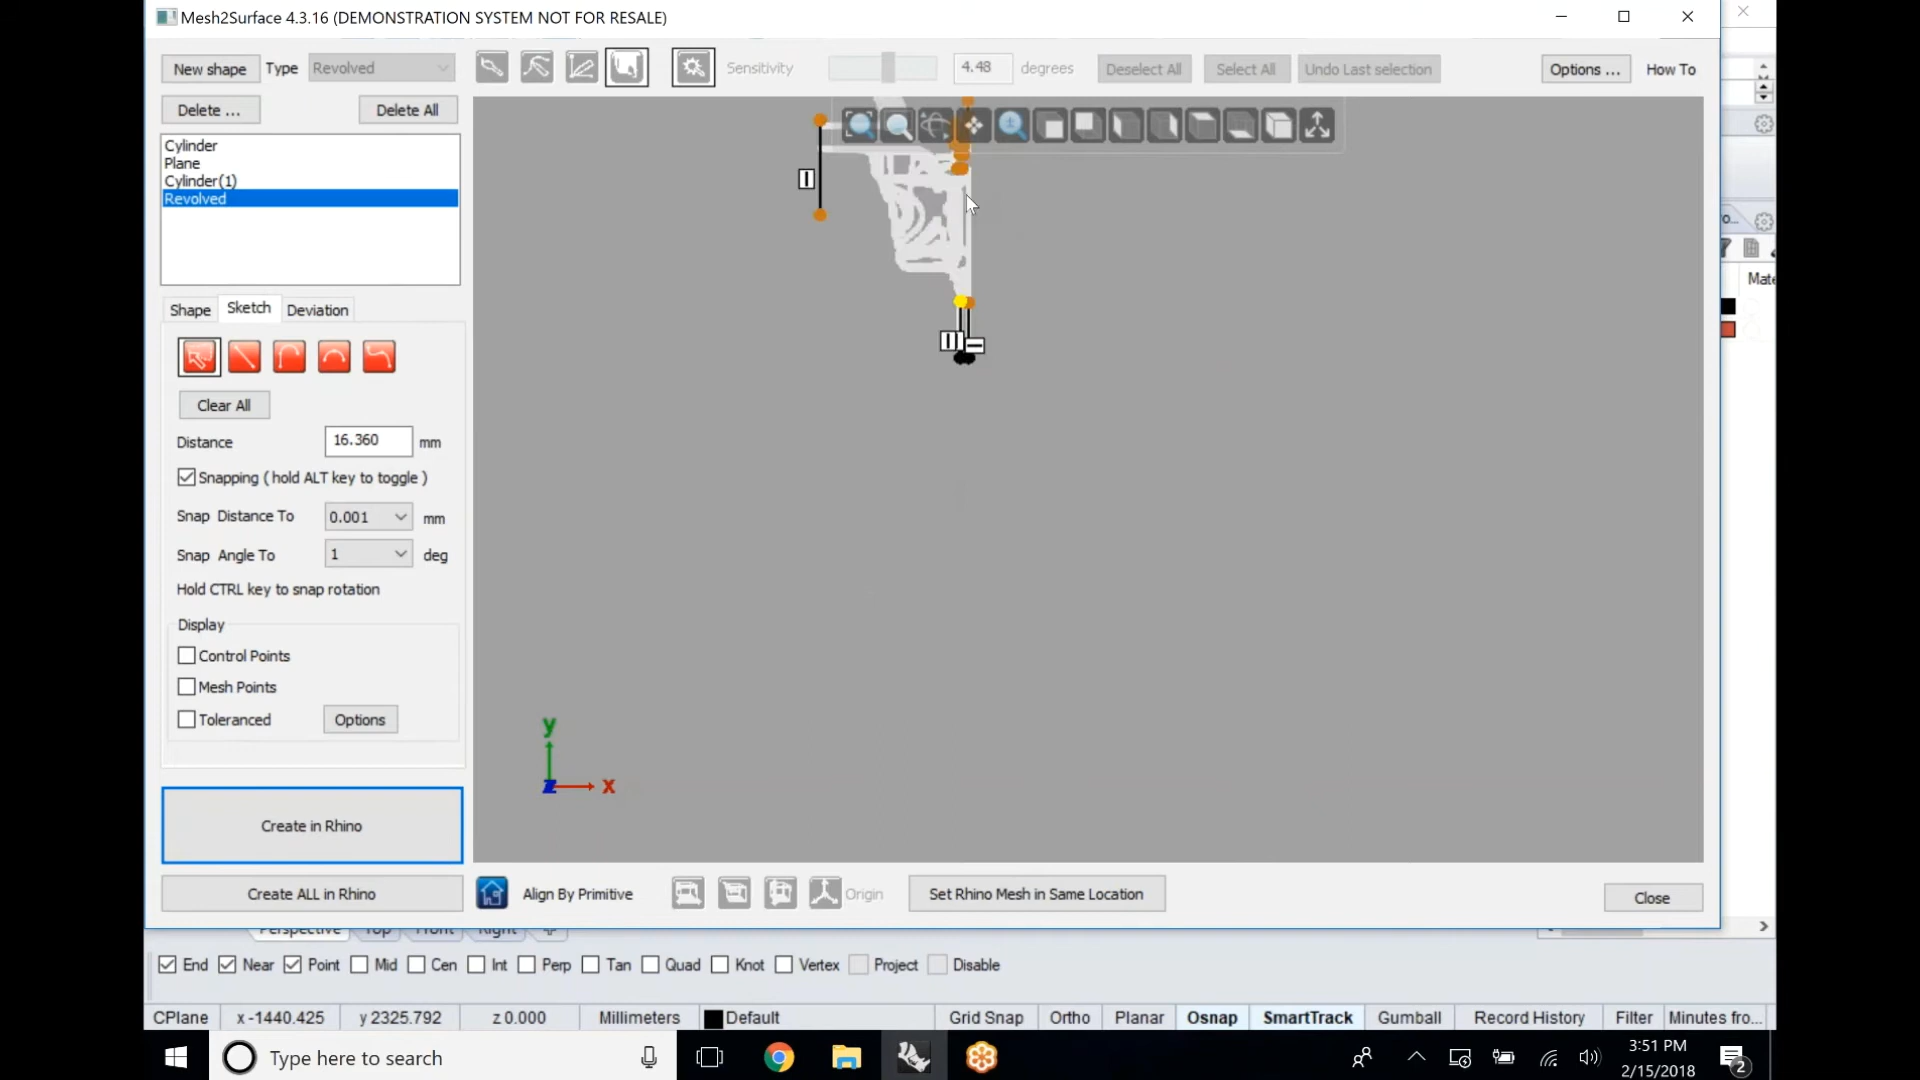 Mesh2Surface 4.3.16 (DEMONSTRATION SYSTEM NOT FOR RESALE)
New shape Type Revolved Sensitivity 4.48 degrees Deselect All Select All Undo Last selection Options ... How To
Delete ... Delete All
Cylinder
Plane
Cylinder(1)
Revolved
Mate
Shape Sketch Deviation
Clear All
Distance 16.360 mm
Snapping ( hold ALT key to toggle )
Snap Distance To 0.001 mm
Snap Angle To 1 deg
Hold CTRL key to snap rotation
Display
Control Points
Mesh Points
Toleranced Options
y
z x
Create in Rhino
Create ALL in Rhino
Align By Primitive Origin Set Rhino Mesh in Same Location Close
Perspective Top Front Right
End Near Point Mid Cen Int Perp Tan Quad Knot Vertex Project Disable
CPlane x -1440.425 y 2325.792 z 0.000 Millimeters Default Grid Snap Ortho Planar Osnap SmartTrack Gumball Record History Filter Minutes fro...
Type here to search
3:51 PM
2/15/2018
2